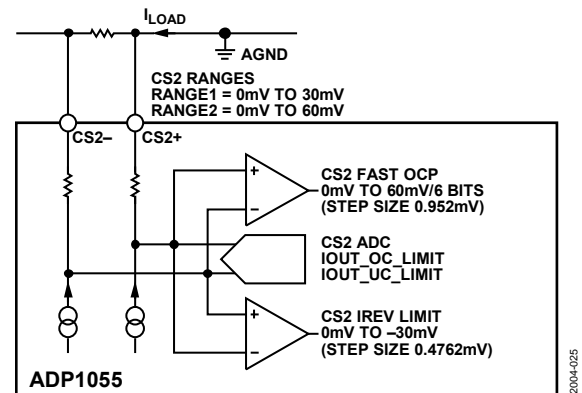 ILOAD
AGND
CS2 RANGES
RANGE1 = 0mV TO 30mV
RANGE2 = 0mV TO 60mV
CS2–
CS2+
+
–
CS2 FAST OCP
0mV TO 60mV/6 BITS
(STEP SIZE 0.952mV)
CS2 ADC
IOUT_OC_LIMIT
IOUT_UC_LIMIT
+
–
CS2 IREV LIMIT
0mV TO –30mV
(STEP SIZE 0.4762mV)
ADP1055
2004-025